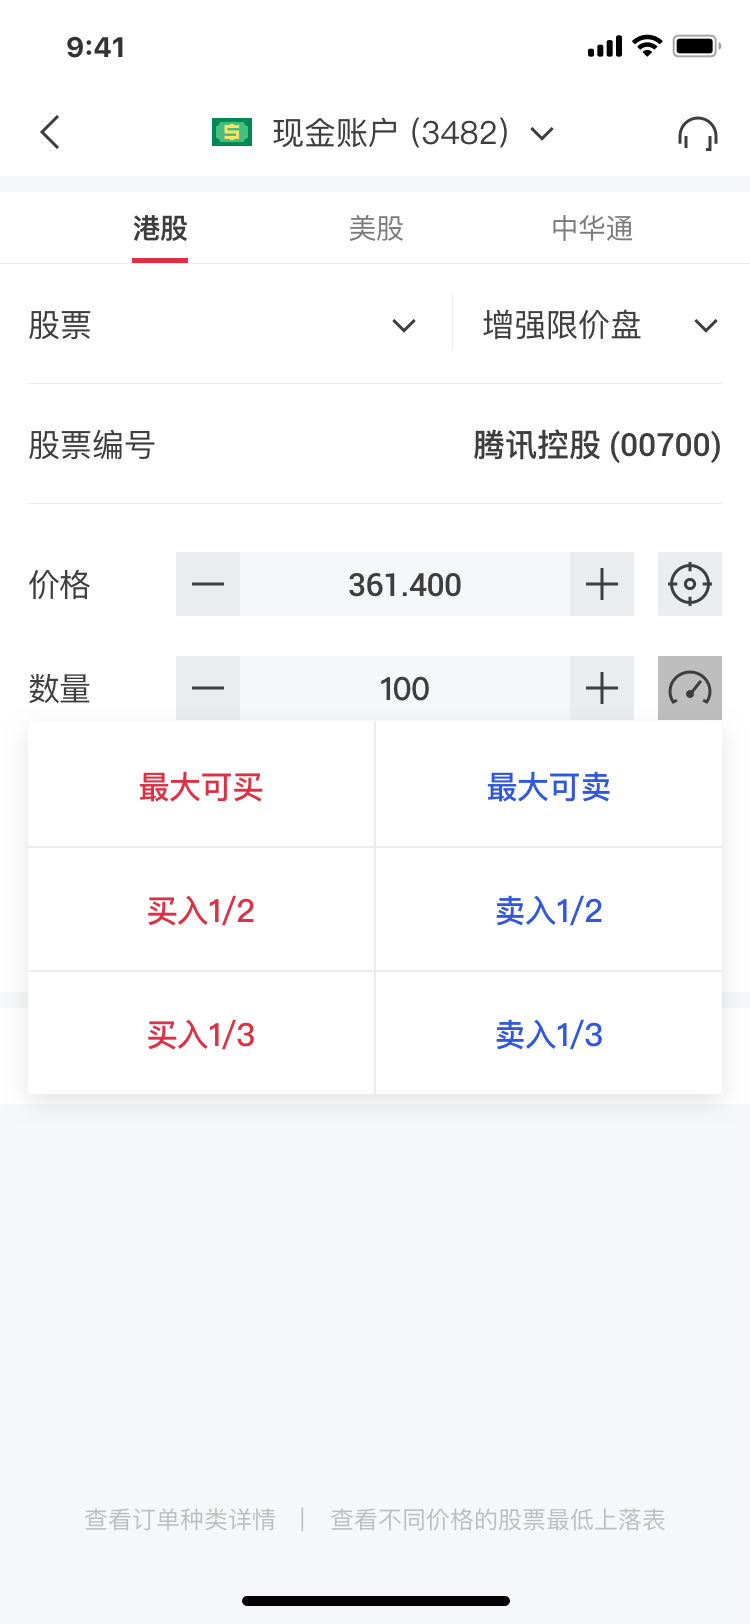 9:41
现金账户 (3482)
港股 美股 中华通
股票 增强限价盘
股票编号 腾讯控股 (00700)
价格 361.400
数量 100
最大可买 最大可卖
买入1/2 卖入1/2
买入1/3 卖入1/3
查看订单种类详情 | 查看不同价格的股票最低上落表